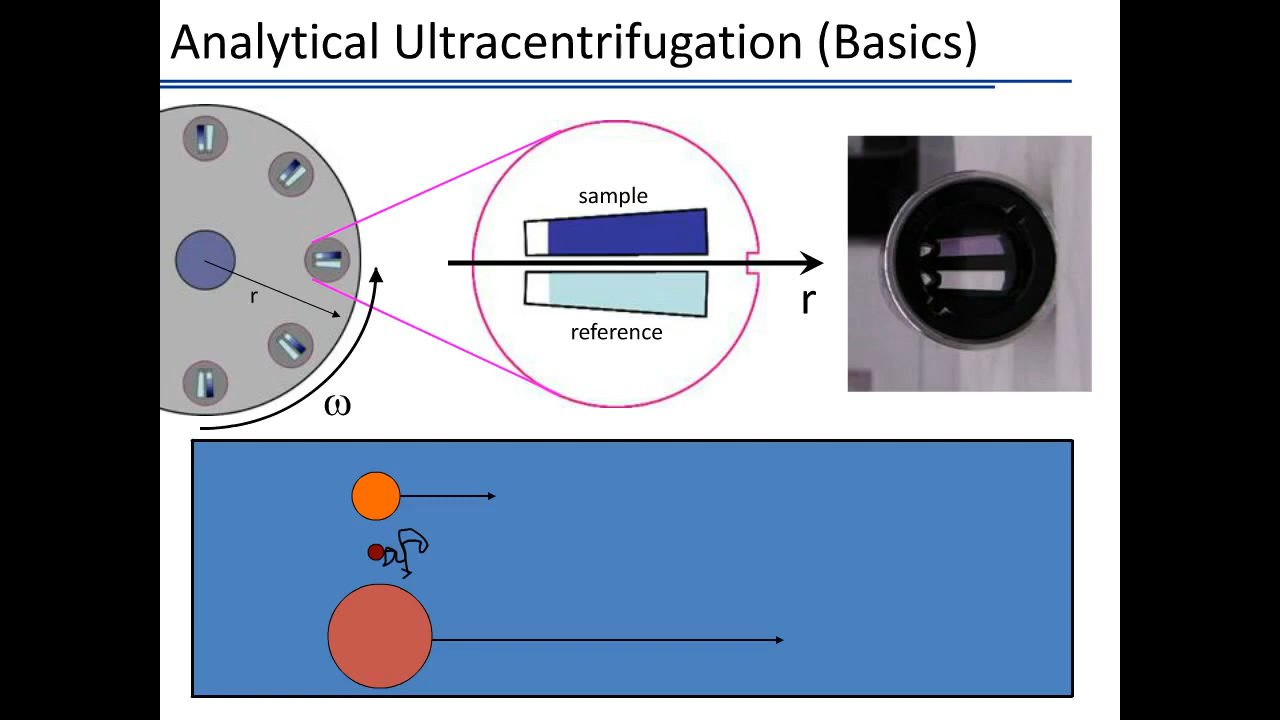 Analytical Ultracentrifugation (Basics)
sample
r
r
reference
ω